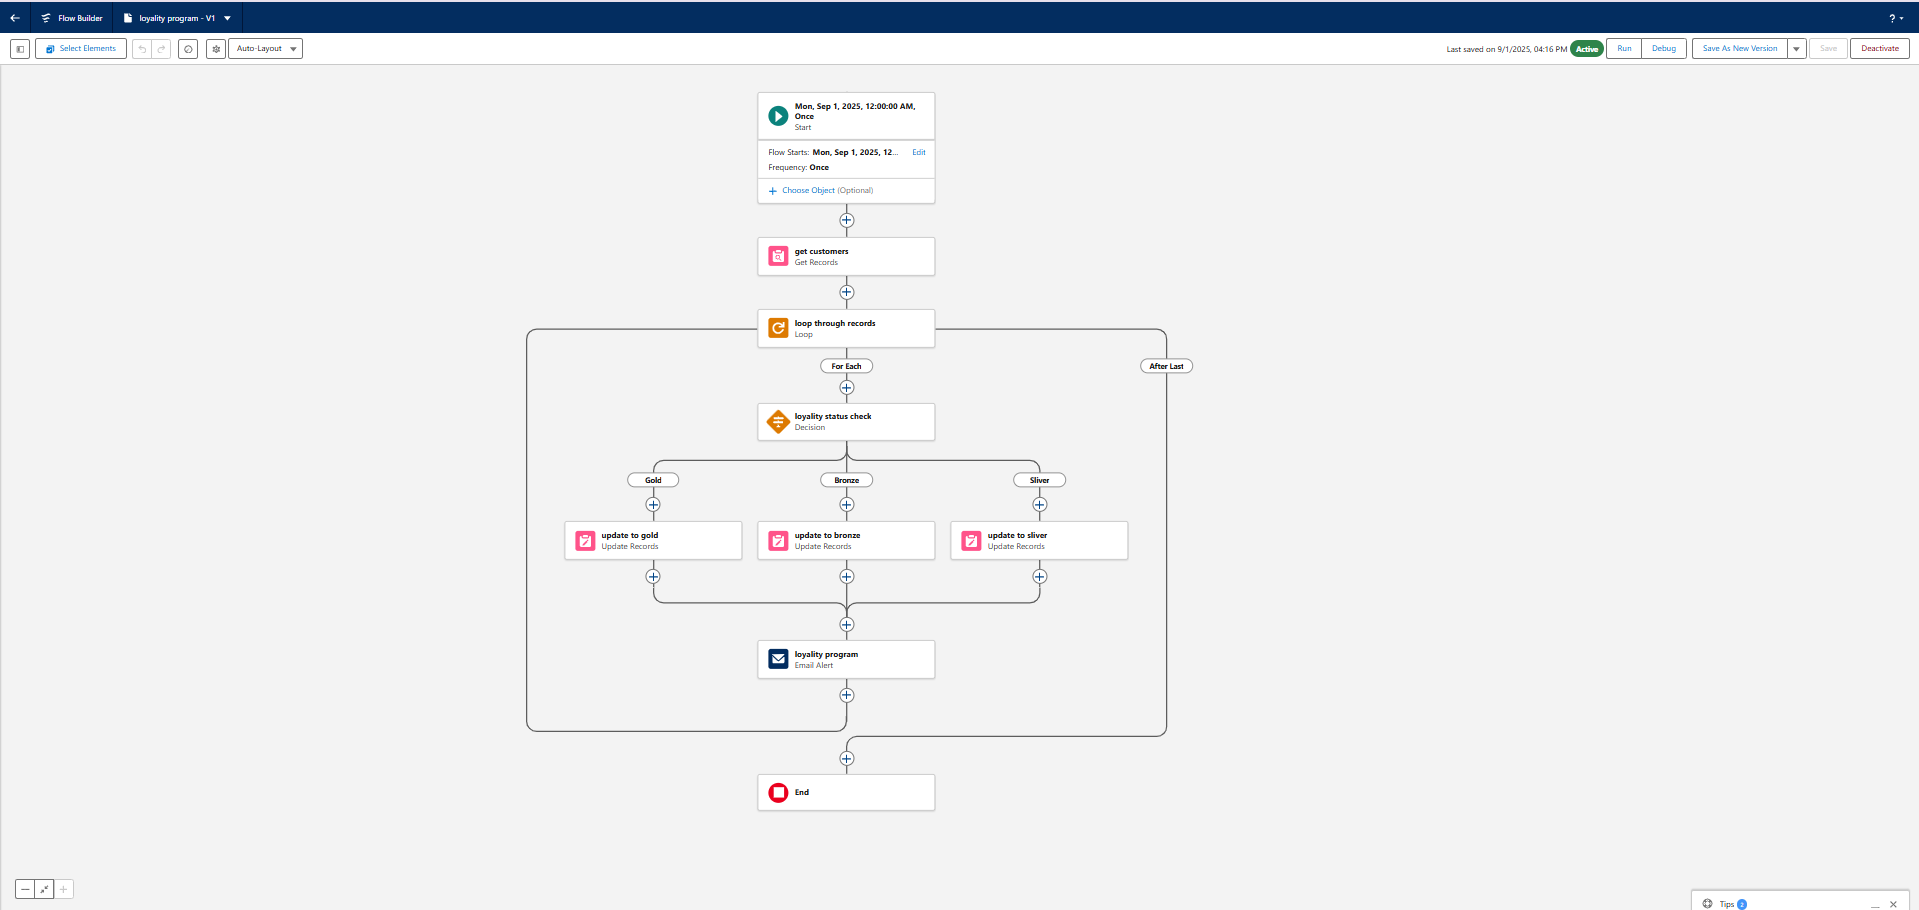 Flow Builder
loyality program - V1
?
Select Elements
Auto-Layout
Last saved on 9/1/2025, 04:16 PM
Active
Run
Debug
Save As New Version
Save
Deactivate
Mon, Sep 1, 2025, 12:00:00 AM,
Once
Start
Flow Starts: Mon, Sep 1, 2025, 12... Edit
Frequency: Once
+ Choose Object (Optional)
get customers
Get Records
loop through records
Loop
For Each
After Last
loyality status check
Decision
Gold
Bronze
Sliver
update to gold
Update Records
update to bronze
Update Records
update to sliver
Update Records
loyality program
Email Alert
End
Tips 2